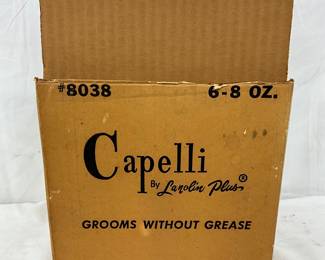 #8038 6-8 OZ.
Capelli
By Lanolin Plus®
GROOMS WITHOUT GREASE